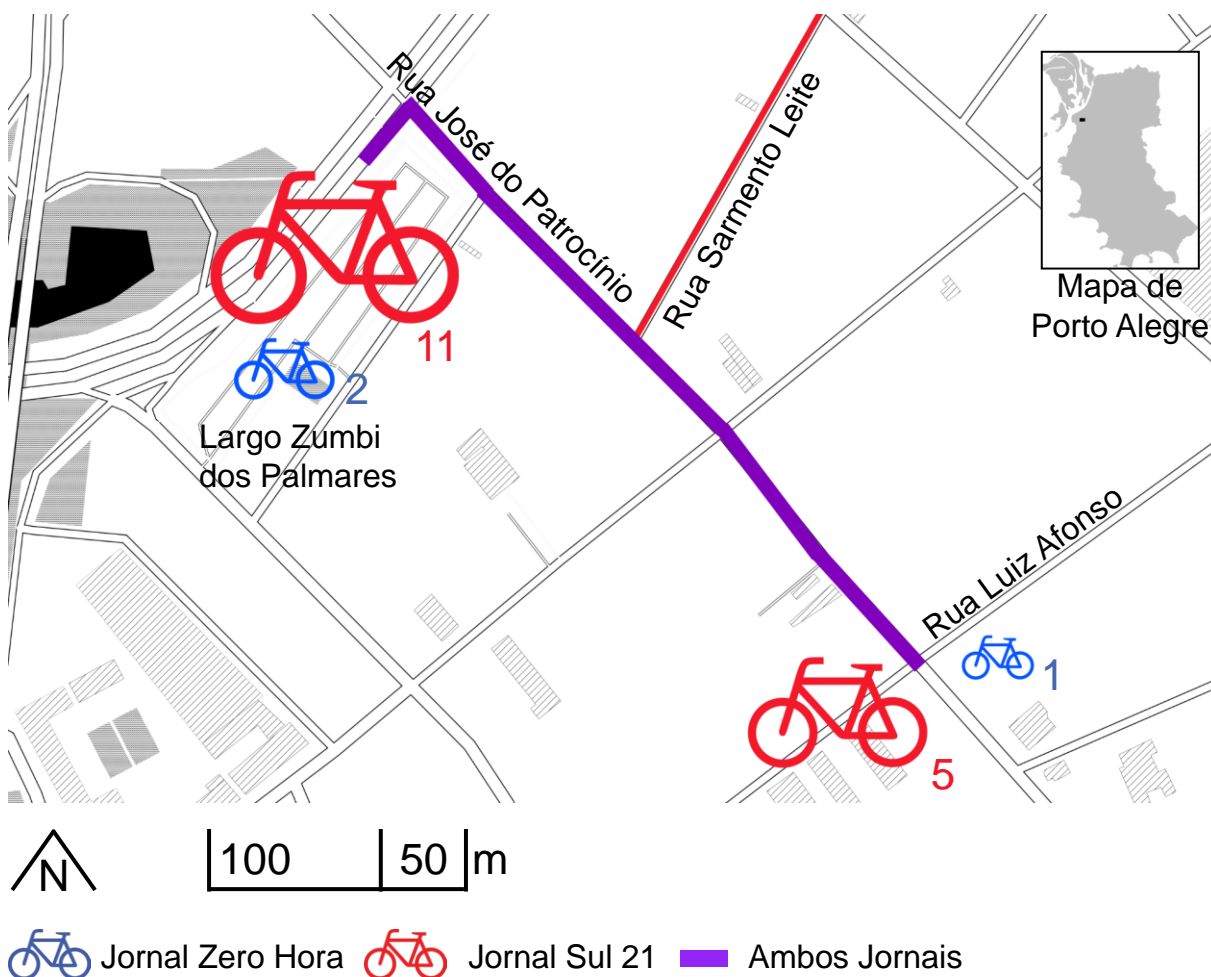 Rua José do Patrocínio
Rua Sarmento Leite
Mapa de
Porto Alegre
11
2
Largo Zumbi
dos Palmares
Rua Luiz Afonso
1
5
N
100 50 m
Jornal Zero Hora Jornal Sul 21 Ambos Jornais